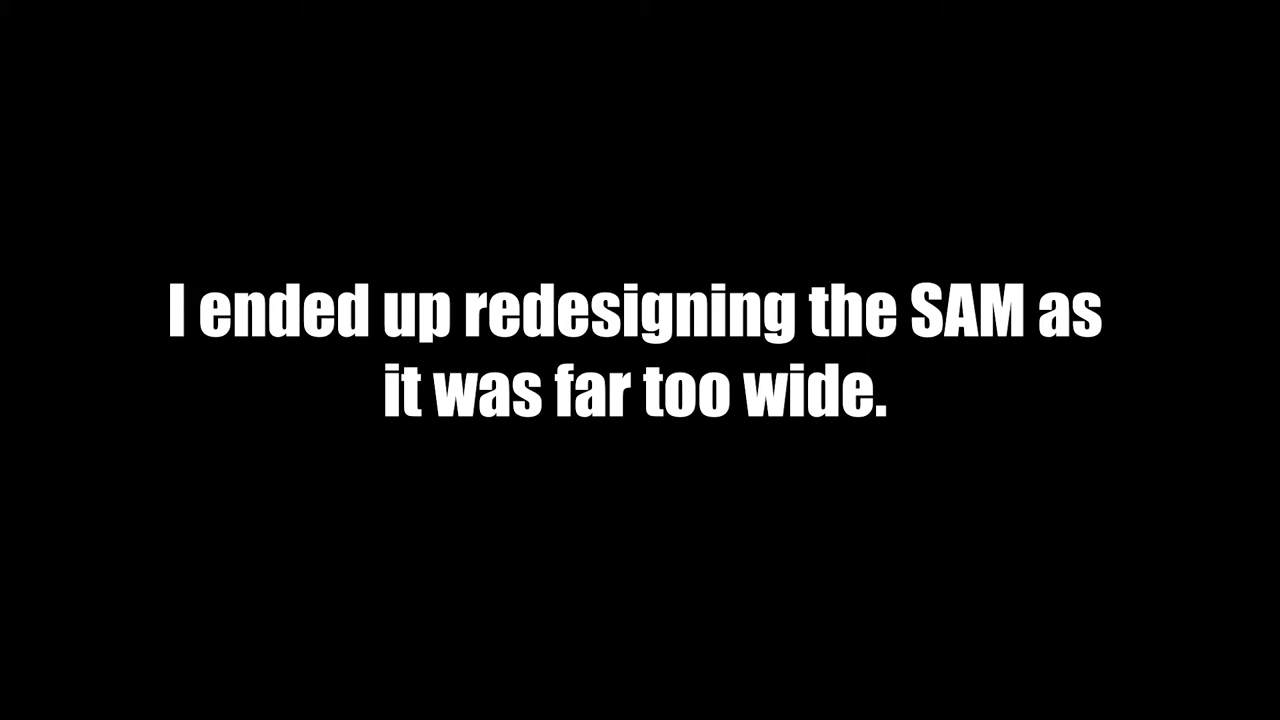 I ended up redesigning the SAM as
it was far too wide.